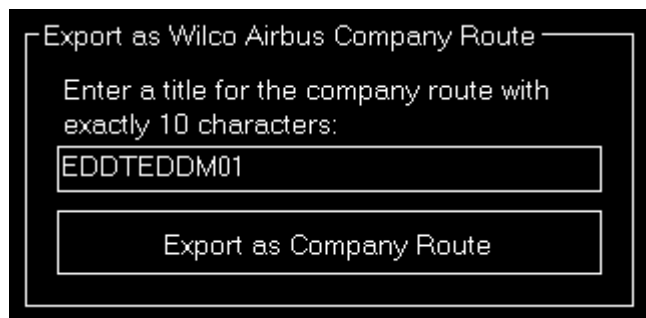 Export as Wilco Airbus Company Route
Enter a title for the company route with
exactly 10 characters:
EDDTEDDM01
Export as Company Route